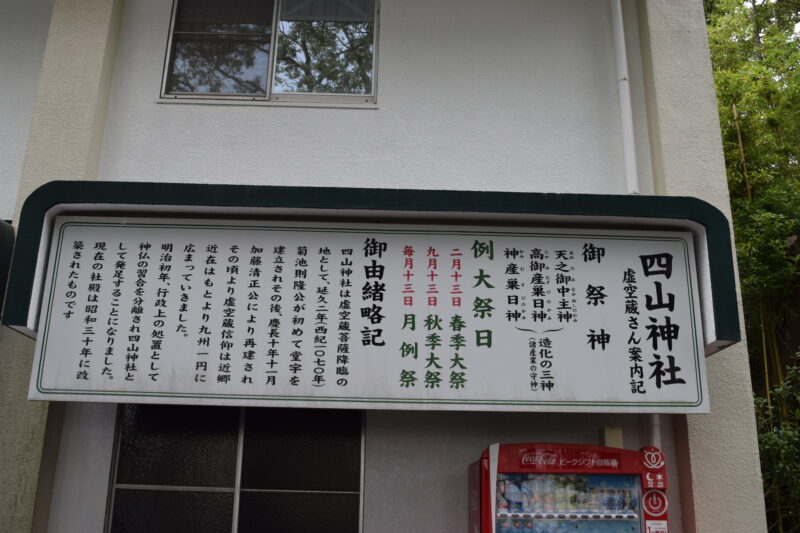 四山神社
虚空蔵さん案内記
御祭神
天之御中主神
高御産巣日神
神産巣日神
造化の三神
(諸産業の守神)
例大祭日
二月十三日 春季大祭
九月十三日 秋季大祭
毎月十三日 月例祭
御由緒略記
四山神社は虚空蔵菩薩降臨の
地として、延久二年西紀一〇七〇年)
菊池則隆公が初めて堂宇を
建立されその後、慶長十年十一月
加藤清正公により再建され
その頃より虚空蔵信仰は近郷
近在はもとより九州一円に
広まっていきました。
明治初年、行政上の処置として
神仏の習合を分離され四山神社と
して発足することになりました。
現在の社殿は昭和三十年に改
築されたものです
Coca-Cola ピークシフト自販機